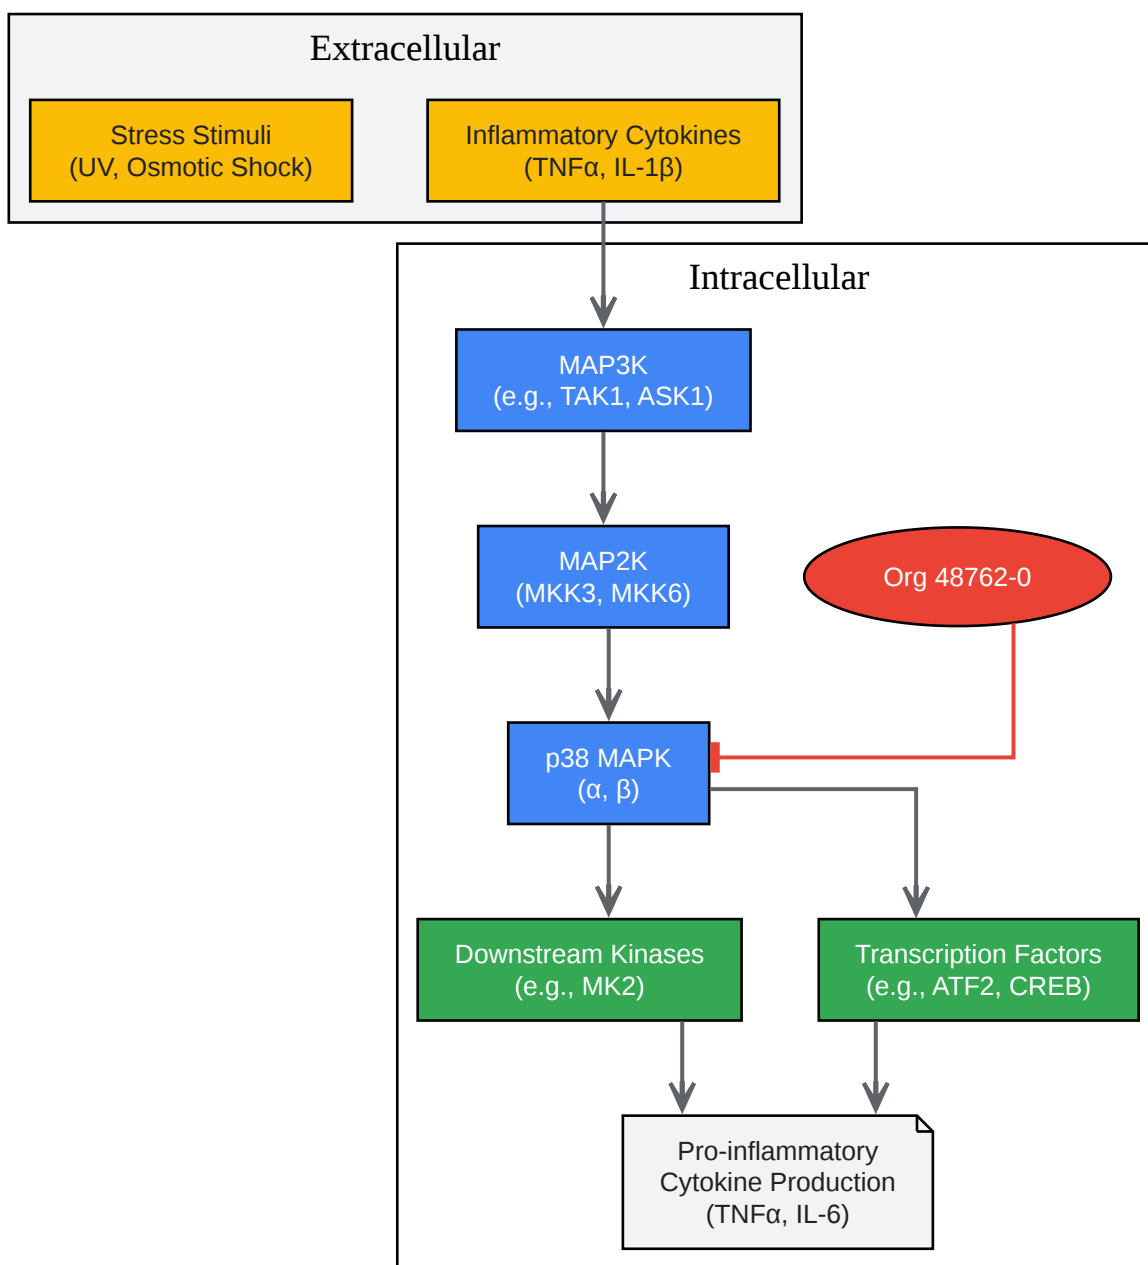 Extracellular
Stress Stimuli
(UV, Osmotic Shock)
Inflammatory Cytokines
(TNFα, IL-1β)
Intracellular
MAP3K
(e.g., TAK1, ASK1)
MAP2K
(MKK3, MKK6)
Org 48762-0
p38 MAPK
(α, β)
Downstream Kinases
(e.g., MK2)
Transcription Factors
(e.g., ATF2, CREB)
Pro-inflammatory
Cytokine Production
(TNFα, IL-6)